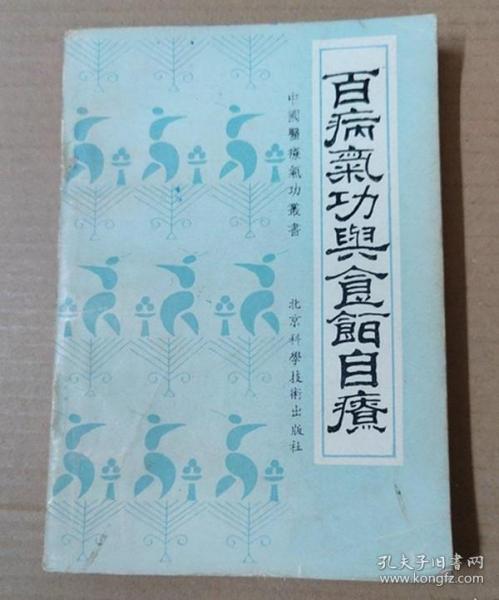 百病氣功與食餌自療
中國醫療氣功叢書
北京科學技術出版社
孔夫子旧书网
www.kongfz.com